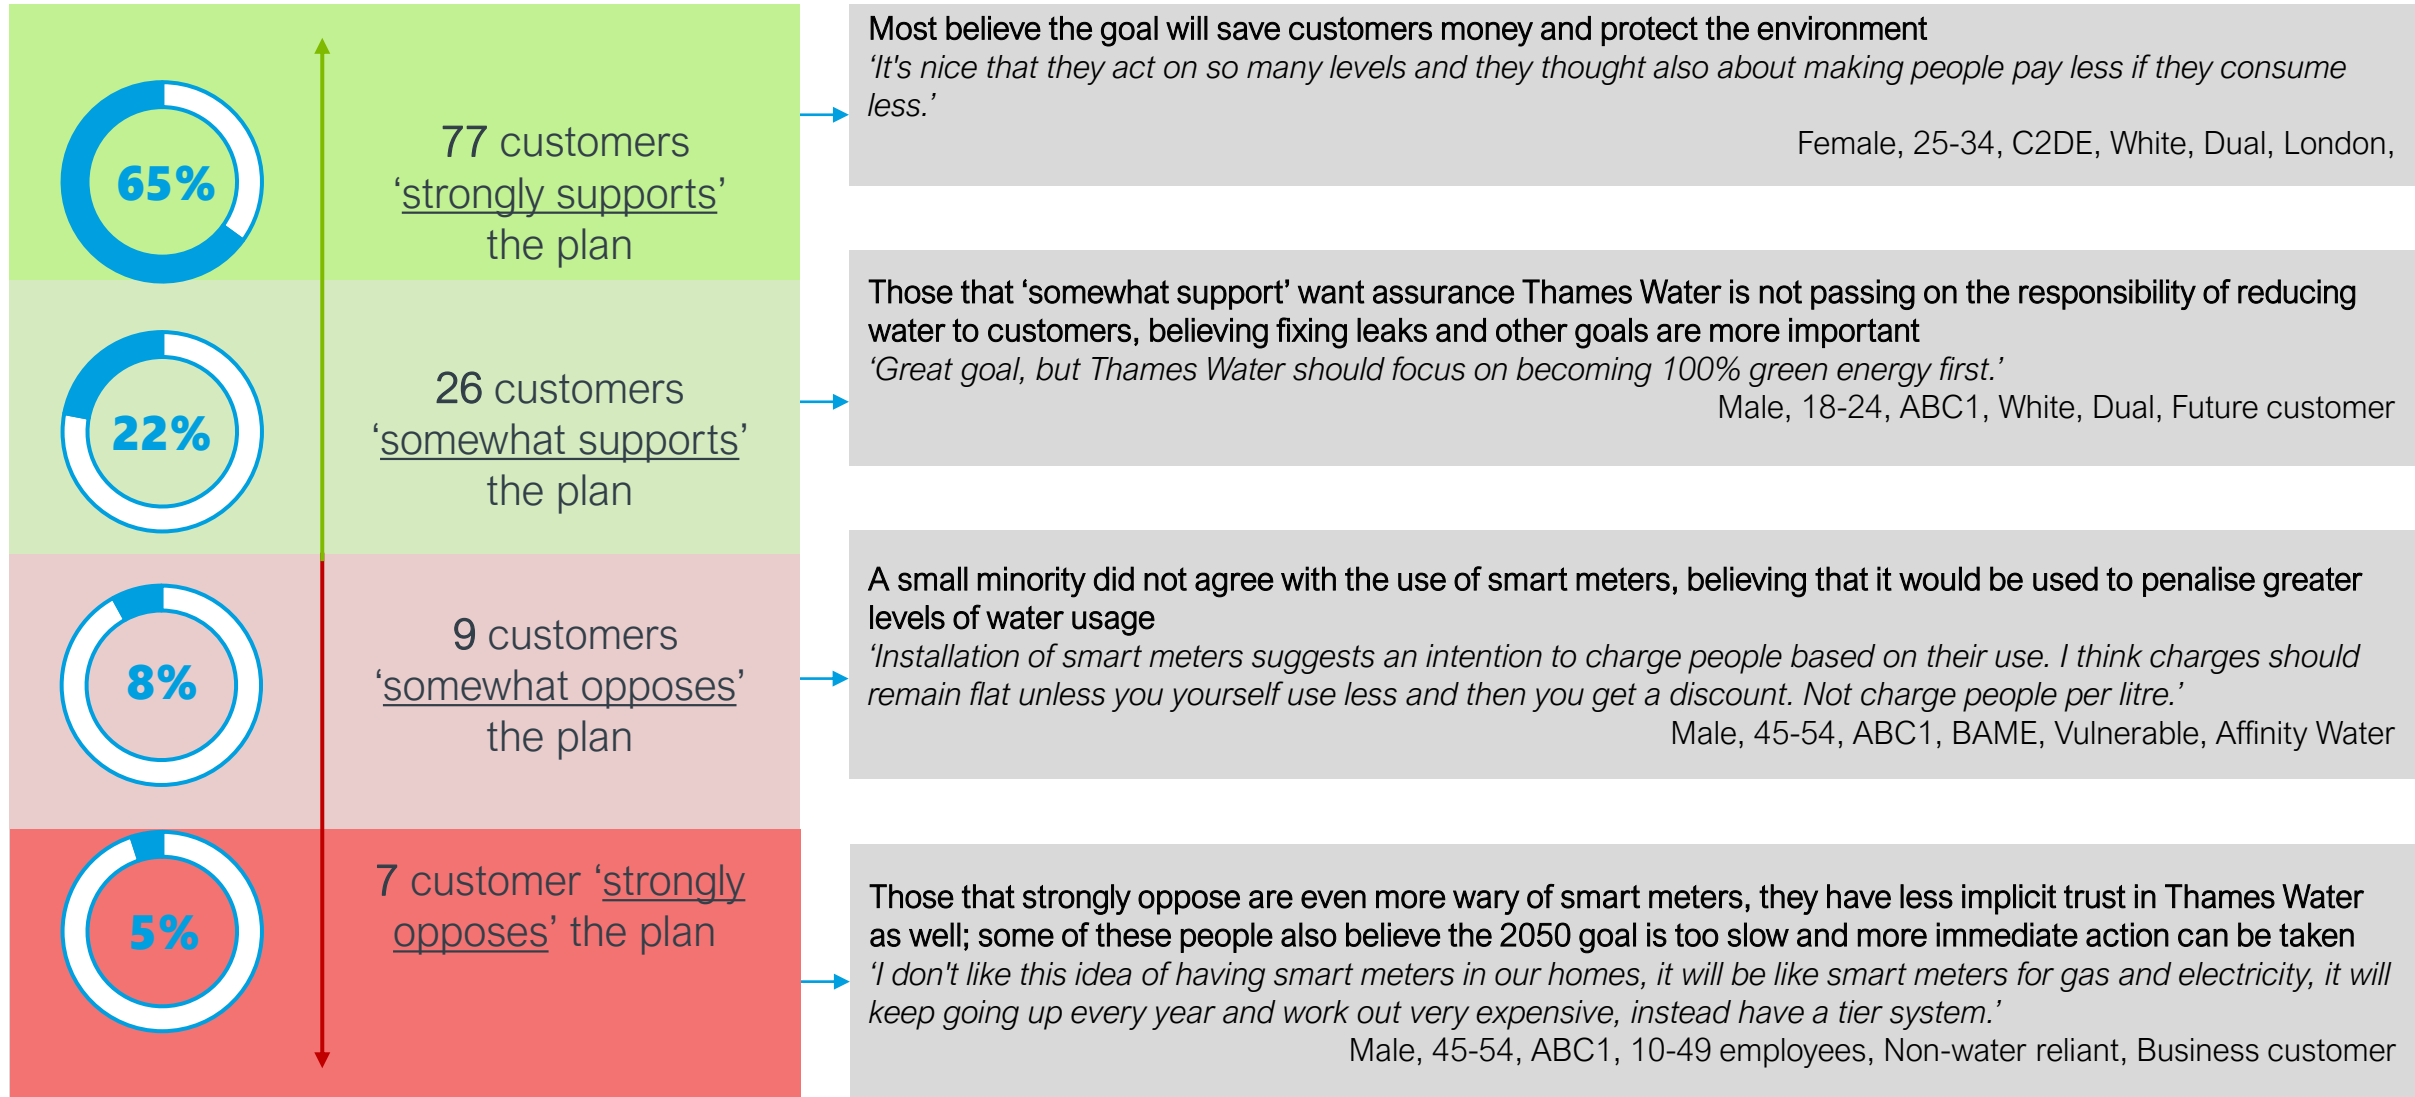 65%
77 customers
‘strongly supports’
the plan
Most believe the goal will save customers money and protect the environment
‘It's nice that they act on so many levels and they thought also about making people pay less if they consume
less.’
Female, 25-34, C2DE, White, Dual, London,
22%
26 customers
‘somewhat supports’
the plan
Those that ‘somewhat support’ want assurance Thames Water is not passing on the responsibility of reducing
water to customers, believing fixing leaks and other goals are more important
‘Great goal, but Thames Water should focus on becoming 100% green energy first.’
Male, 18-24, ABC1, White, Dual, Future customer
8%
9 customers
‘somewhat opposes’
the plan
A small minority did not agree with the use of smart meters, believing that it would be used to penalise greater
levels of water usage
‘Installation of smart meters suggests an intention to charge people based on their use. I think charges should
remain flat unless you yourself use less and then you get a discount. Not charge people per litre.’
Male, 45-54, ABC1, BAME, Vulnerable, Affinity Water
5%
7 customer ‘strongly
opposes’ the plan
Those that strongly oppose are even more wary of smart meters, they have less implicit trust in Thames Water
as well; some of these people also believe the 2050 goal is too slow and more immediate action can be taken
‘I don't like this idea of having smart meters in our homes, it will be like smart meters for gas and electricity, it will
keep going up every year and work out very expensive, instead have a tier system.’
Male, 45-54, ABC1, 10-49 employees, Non-water reliant, Business customer